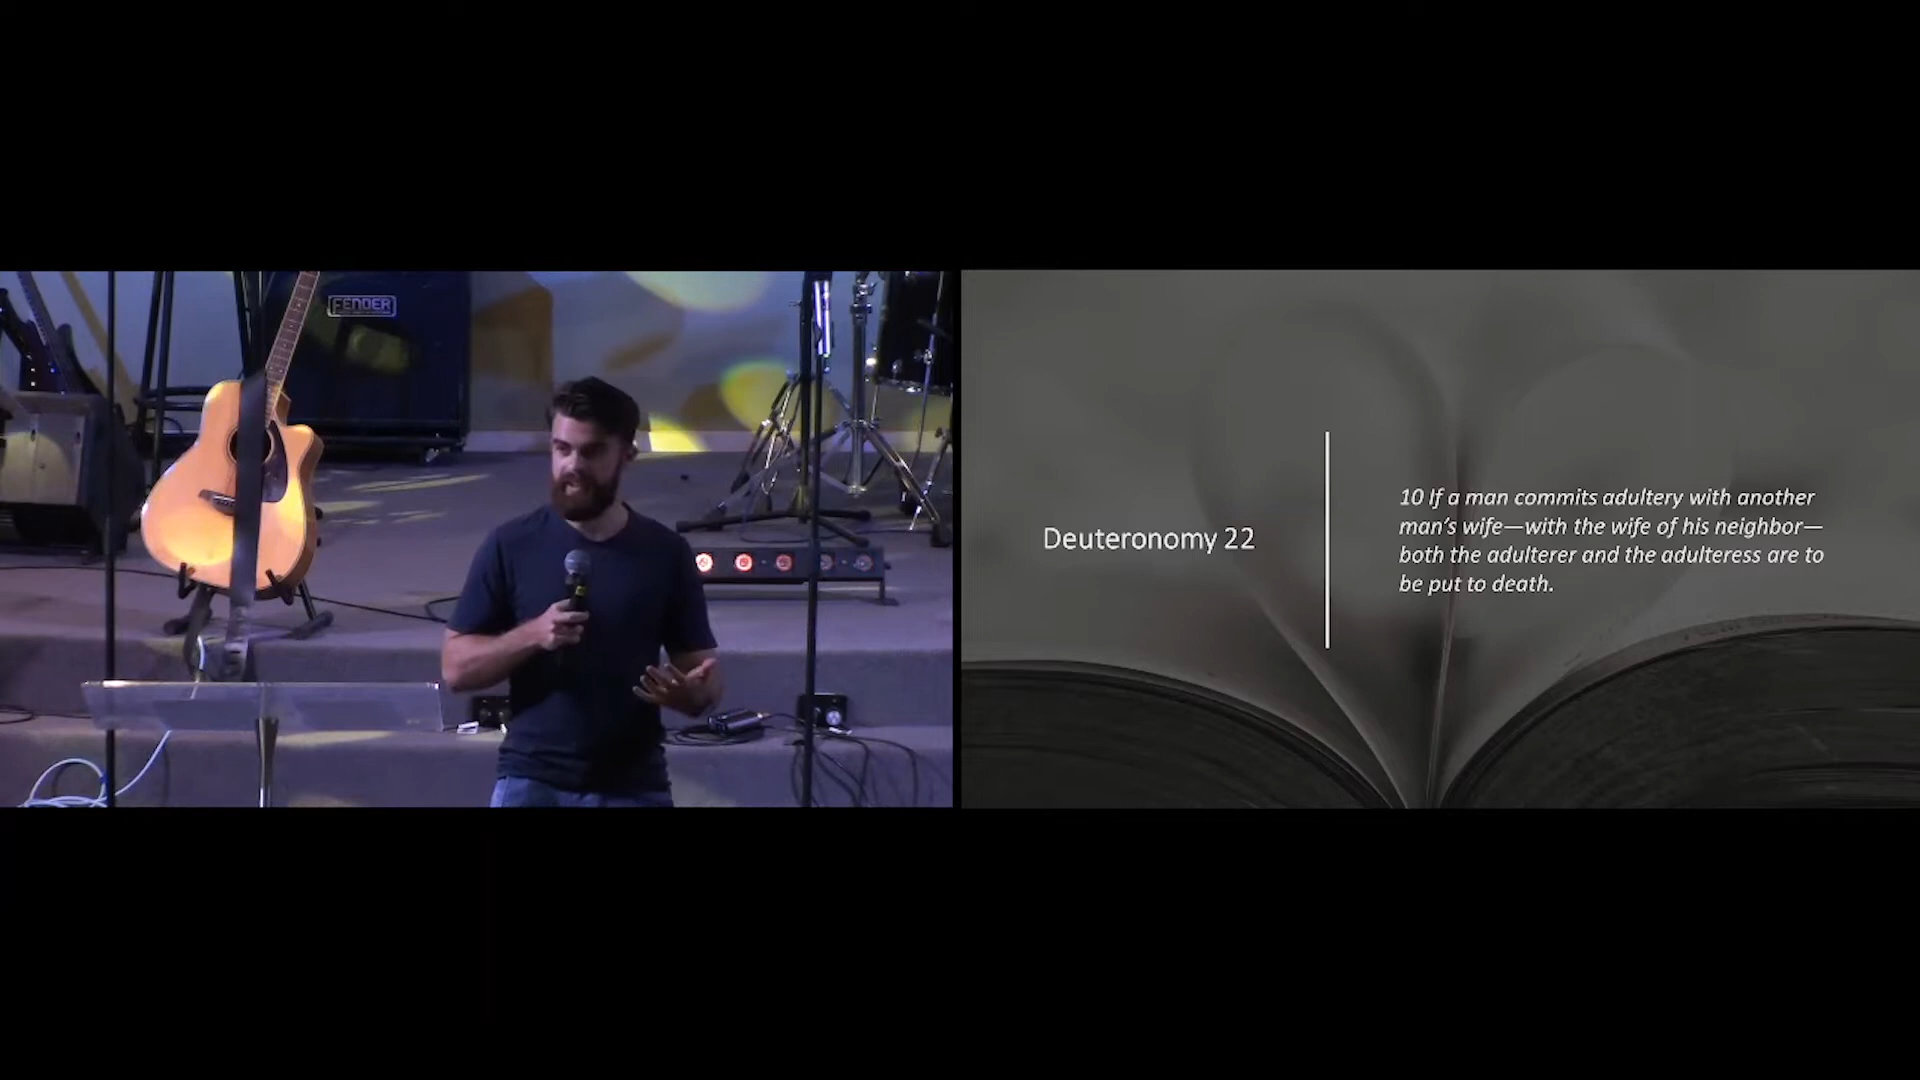 FENDER
Deuteronomy 22
10 If a man commits adultery with another
man's wife—with the wife of his neighbor—
both the adulterer and the adulteress are to
be put to death.